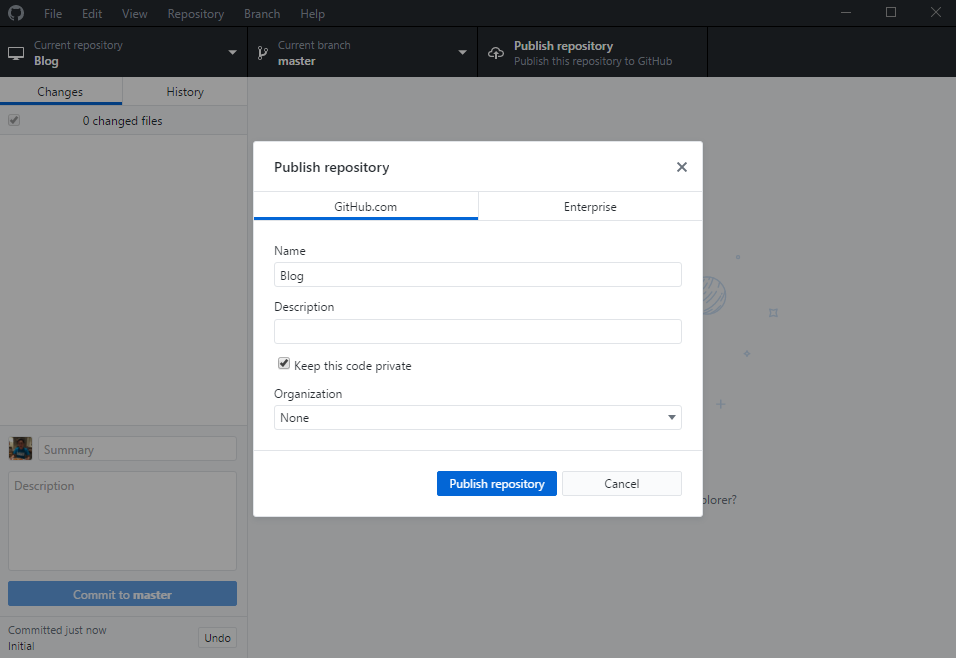 File Edit View Repository Branch Help
Current repository
Blog
Current branch
master
Publish repository
Publish this repository to GitHub
Changes History
0 changed files
Publish repository
GitHub.com Enterprise
Name
Blog
Description
Keep this code private
Organization
None
Publish repository Cancel
plorer?
Summary
Description
Commit to master
Committed just now
Initial
Undo